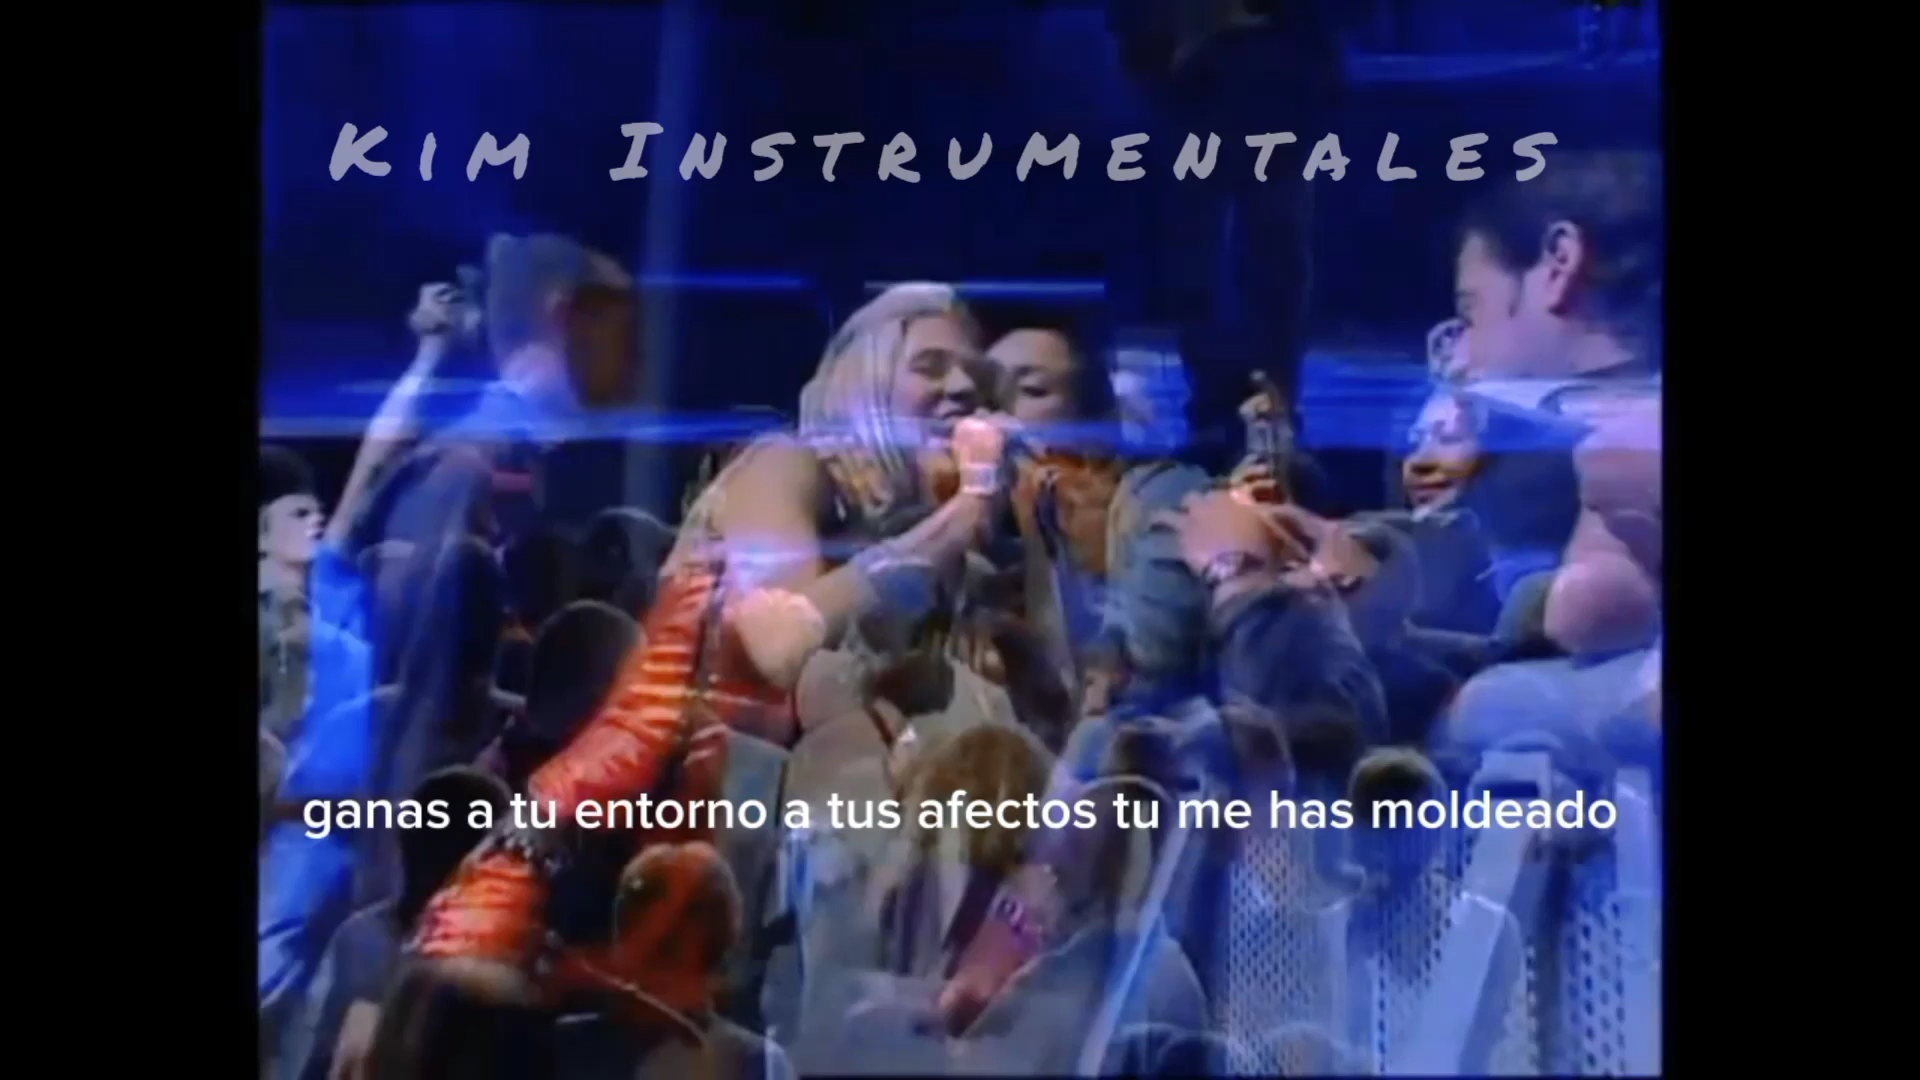 Kim Instrumentales
ganas a tu entorno a tus afectos tu me has moldeado